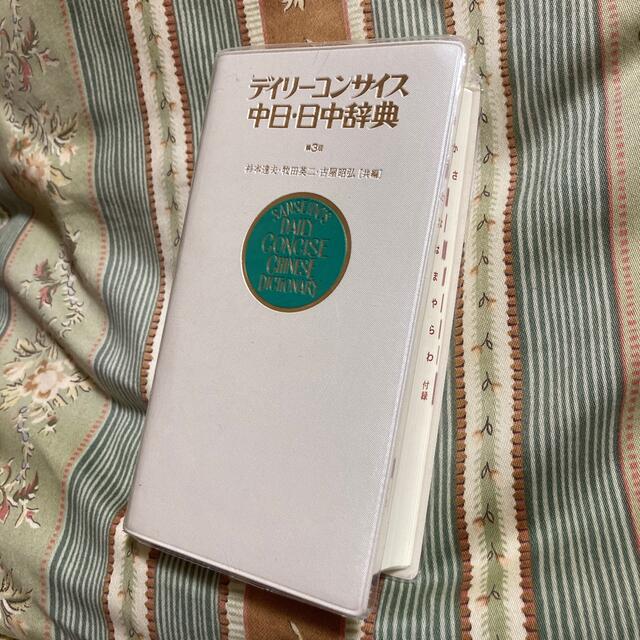 デイリーコンサイス
中日・日中辞典
第3版
杉本達夫・牧田英二・古屋昭弘[共編]
SANSEIDO'S
DAILY
CONCISE
CHINESE
DICTIONARY
か
さ
た
な
は
ま
や
ら
わ
付録